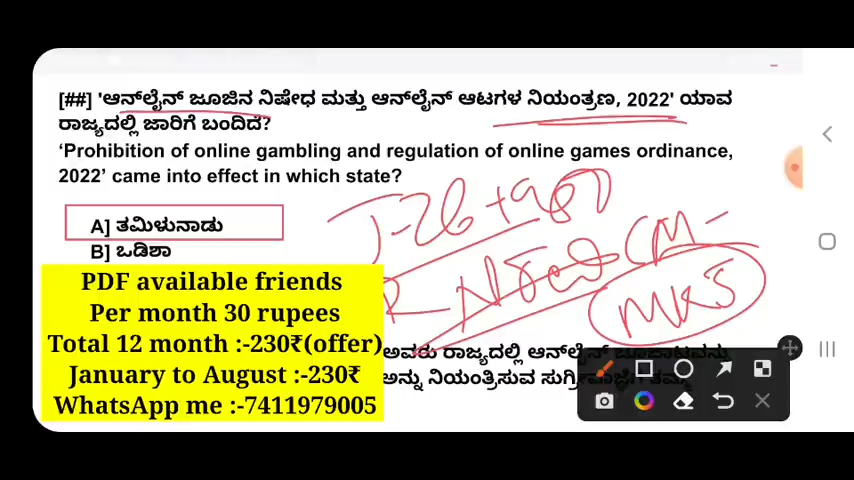 [##] 'ಆನ್‌ಲೈನ್ ಜೂಜಿನ ನಿಷೇಧ ಮತ್ತು ಆನ್‌ಲೈನ್ ಆಟಗಳ ನಿಯಂತ್ರಣ, 2022' ಯಾವ
ರಾಜ್ಯದಲ್ಲಿ ಜಾರಿಗೆ ಬಂದಿದೆ?
'Prohibition of online gambling and regulation of online games ordinance,
2022' came into effect in which state?
A] ತಮಿಳುನಾಡು
B] ಒಡಿಶಾ
PDF available friends
Per month 30 rupees
Total 12 month :-230₹(offer)
January to August :-230₹
WhatsApp me :-7411979005
CM-
MKS
ಅವರು ರಾಜ್ಯದಲ್ಲಿ ಆನ್‌ಲೈನ್
ಅನ್ನು ನಿಯಂತ್ರಿಸುವ